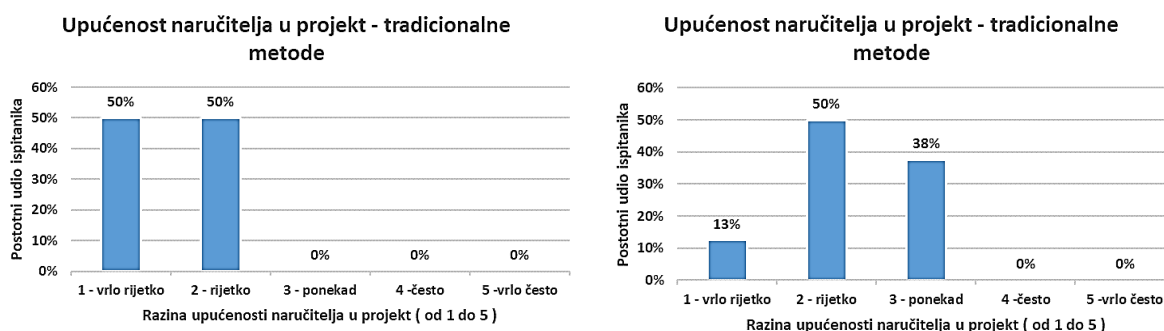 Upućenost naručitelja u projekt - tradicionalne
metode
Postotni udio ispitanika
60%
50%
40%
30%
20%
10%
0%
50%
50%
0%
0%
0%
1 - vrlo rijetko
2 - rijetko
3 - ponekad
4 -često
5 -vrlo često
Razina upućenosti naručitelja u projekt ( od 1 do 5 )
Upućenost naručitelja u projekt - tradicionalne
metode
Postotni udio ispitanika
60%
50%
40%
30%
20%
10%
0%
13%
50%
38%
0%
0%
1 - vrlo rijetko
2 - rijetko
3 - ponekad
4 -često
5 -vrlo često
Razina upućenosti naručitelja u projekt ( od 1 do 5 )